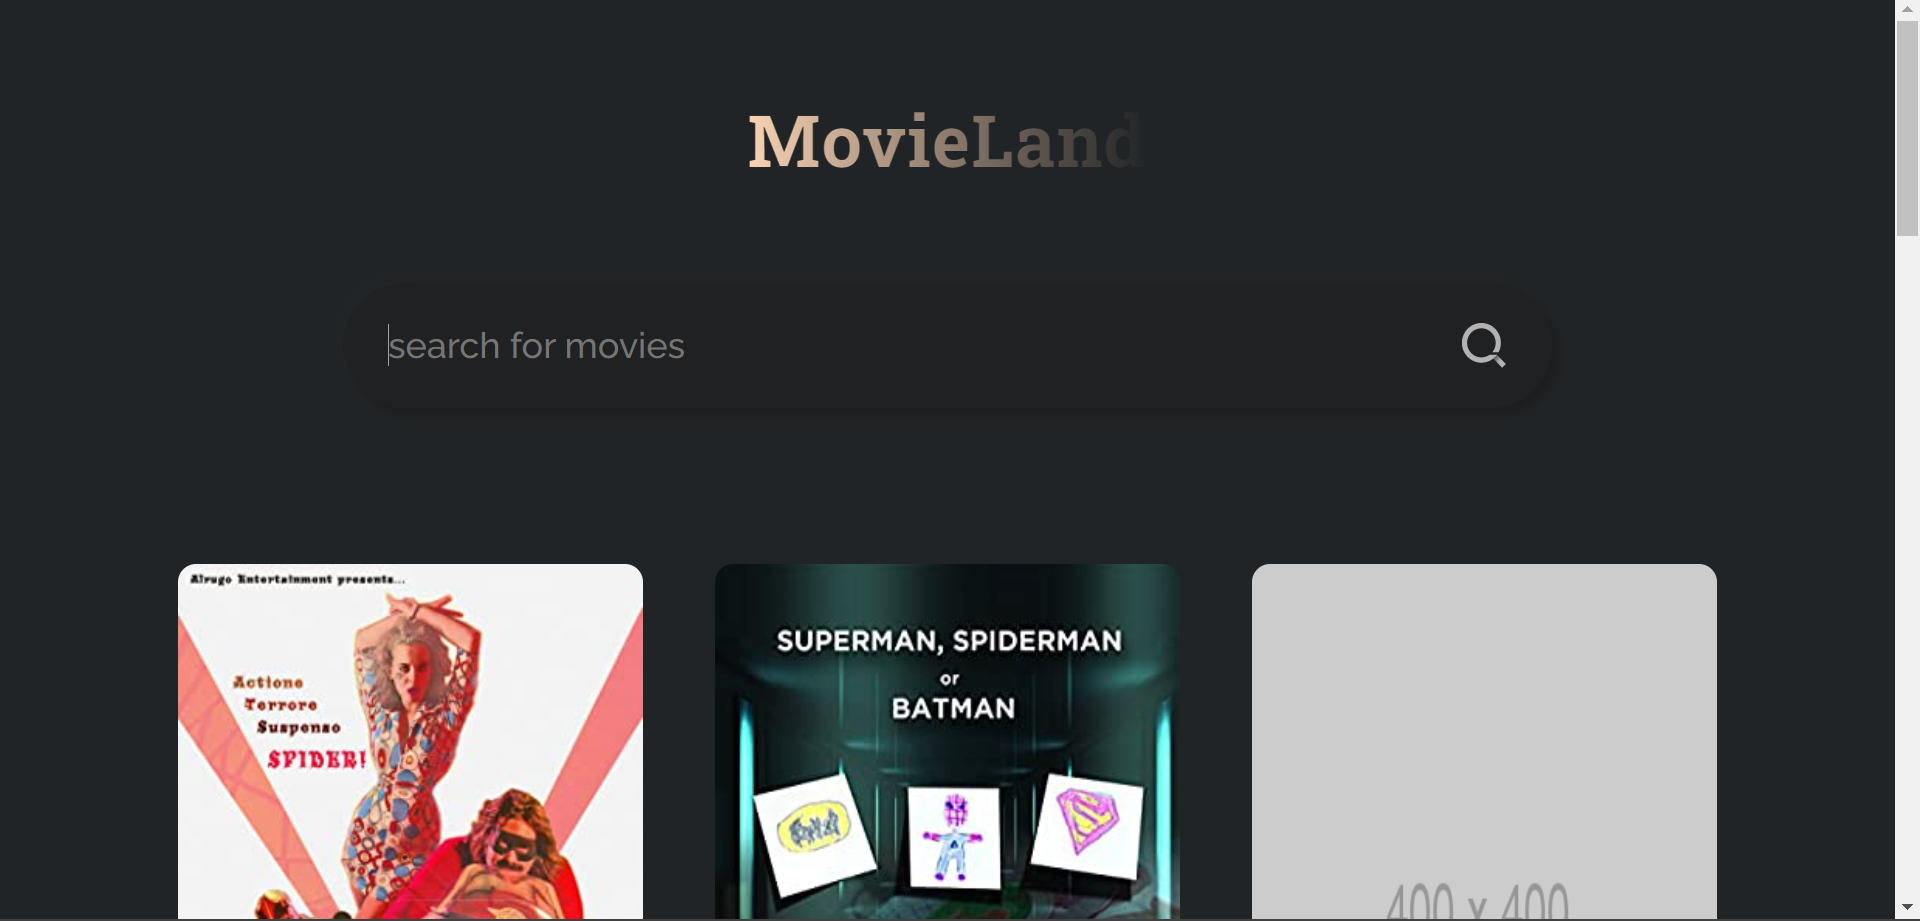 MovieLand
search for movies
Alrugo Entertainment presents...
Actione
Terrore
Suspenso
SPIDER!
SUPERMAN, SPIDERMAN
or
BATMAN
400 x 400